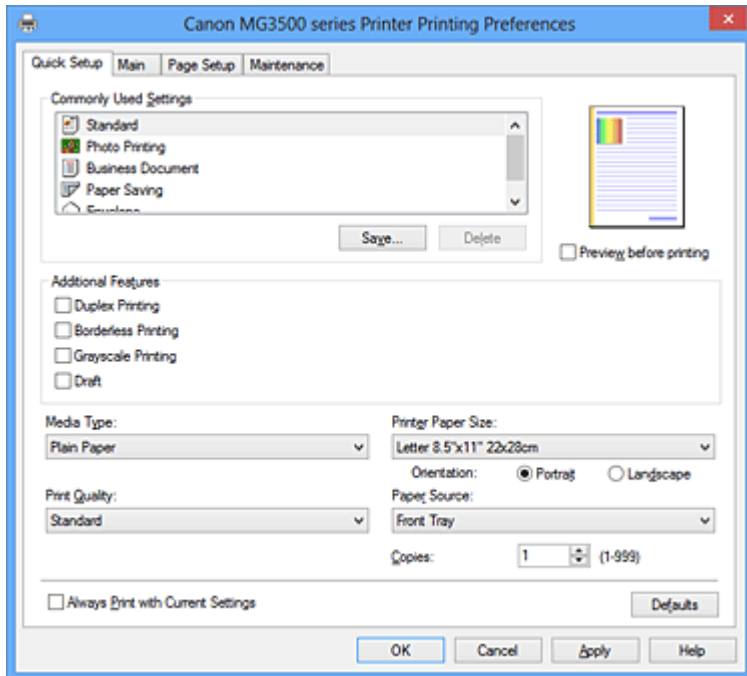 Canon MG3500 series Printer Printing Preferences
Quick Setup Main Page Setup Maintenance
Commonly Used Settings
Standard
Photo Printing
Business Document
Paper Saving
Envelope
Save... Delete
Preview before printing
Additional Features
Duplex Printing
Borderless Printing
Grayscale Printing
Draft
Media Type: Printer Paper Size:
Plain Paper Letter 8.5"x11" 22x28cm
Orientation: Portrait Landscape
Print Quality: Paper Source:
Standard Front Tray
Copies: 1 (1-999)
Always Print with Current Settings Defaults
OK Cancel Apply Help